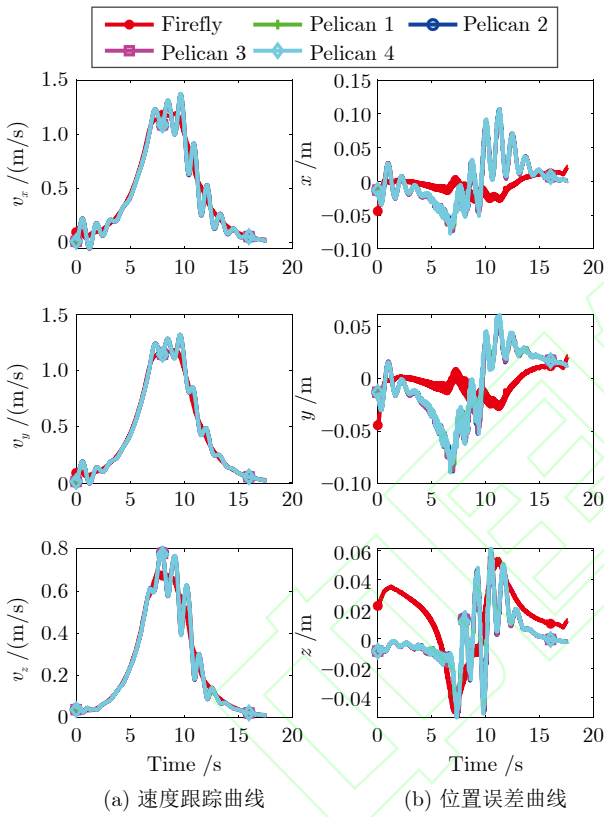 Firefly Pelican 1 Pelican 2
Pelican 3 Pelican 4
1.5
1.0
0.5
0
0 5 10 15 20
v_x /(m/s)
0.15
0.10
0.05
0
−0.05
−0.10
0 5 10 15 20
x /m
1.5
1.0
0.5
0
0 5 10 15 20
v_y /(m/s)
0.05
0
−0.05
−0.10
0 5 10 15 20
y /m
0.8
0.6
0.4
0.2
0
0 5 10 15 20
v_z /(m/s)
Time /s
0.06
0.04
0.02
0
−0.02
−0.04
0 5 10 15 20
z /m
Time /s
(a) 速度跟踪曲线
(b) 位置误差曲线